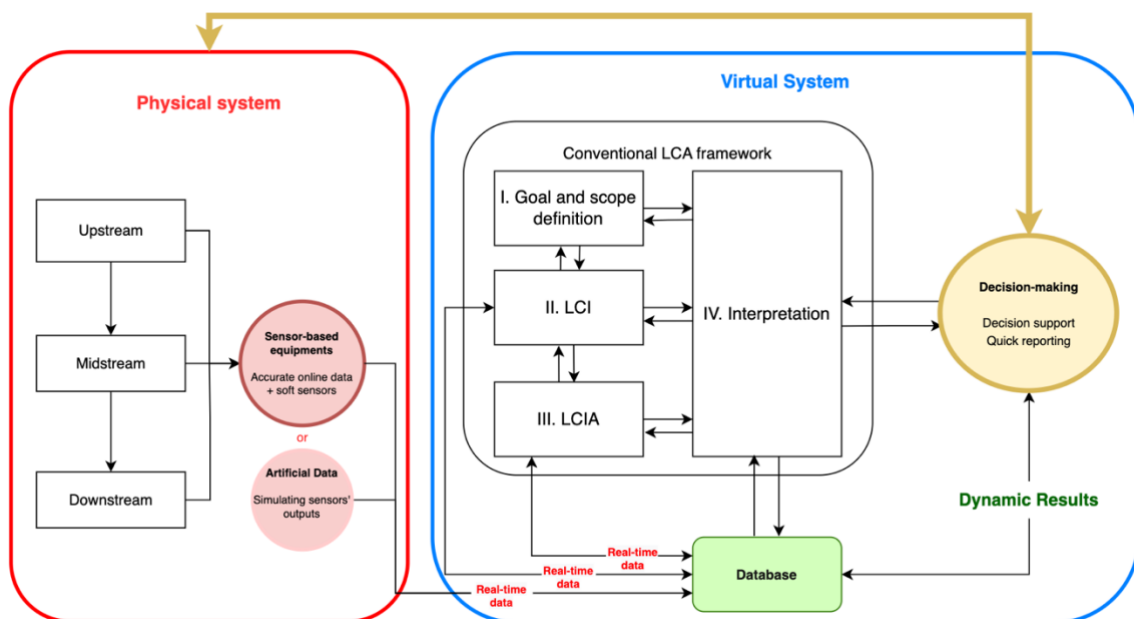 Physical system
Upstream
Midstream
Downstream
Sensor-based
equipments
Accurate online data
+ soft sensors
or
Artificial Data
Simulating sensors'
outputs
Virtual System
Conventional LCA framework
I. Goal and scope
definition
II. LCI
III. LCIA
IV. Interpretation
Decision-making
Decision support
Quick reporting
Dynamic Results
Real-time
data
Real-time
data
Real-time
data
Database